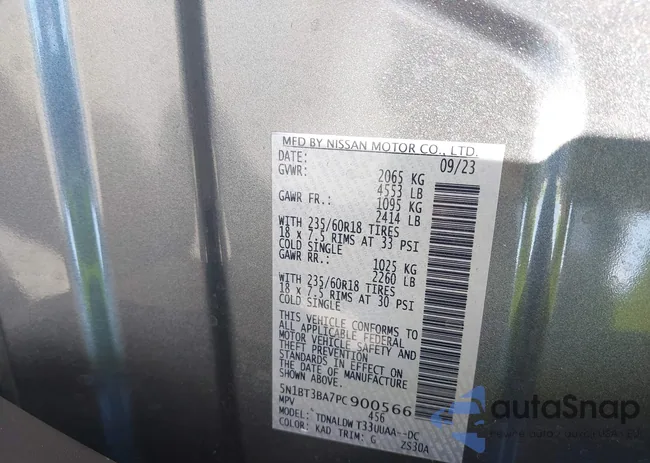 MFD BY NISSAN MOTOR CO., LTD.
DATE: 09/23
GVWR: 2065 KG
4553 LB
GAWR FR.: 1095 KG
2414 LB
WITH 235/60R18 TIRES
18 x 7.5 RIMS AT 33 PSI
COLD SINGLE
GAWR RR.: 1025 KG
2260 LB
WITH 235/60R18 TIRES
18 x 7.5 RIMS AT 30 PSI
COLD SINGLE
THIS VEHICLE CONFORMS TO
ALL APPLICABLE FEDERAL
MOTOR VEHICLE SAFETY AND
THEFT PREVENTION
STANDARDS IN EFFECT ON
THE DATE OF MANUFACTURE
SHOWN ABOVE.
5N1BT3BA7PC900566
MPV 456
MODEL: TDNALDWT33UUAA--DC
COLOR: KAD TRIM: G ZS30A
autaSnap